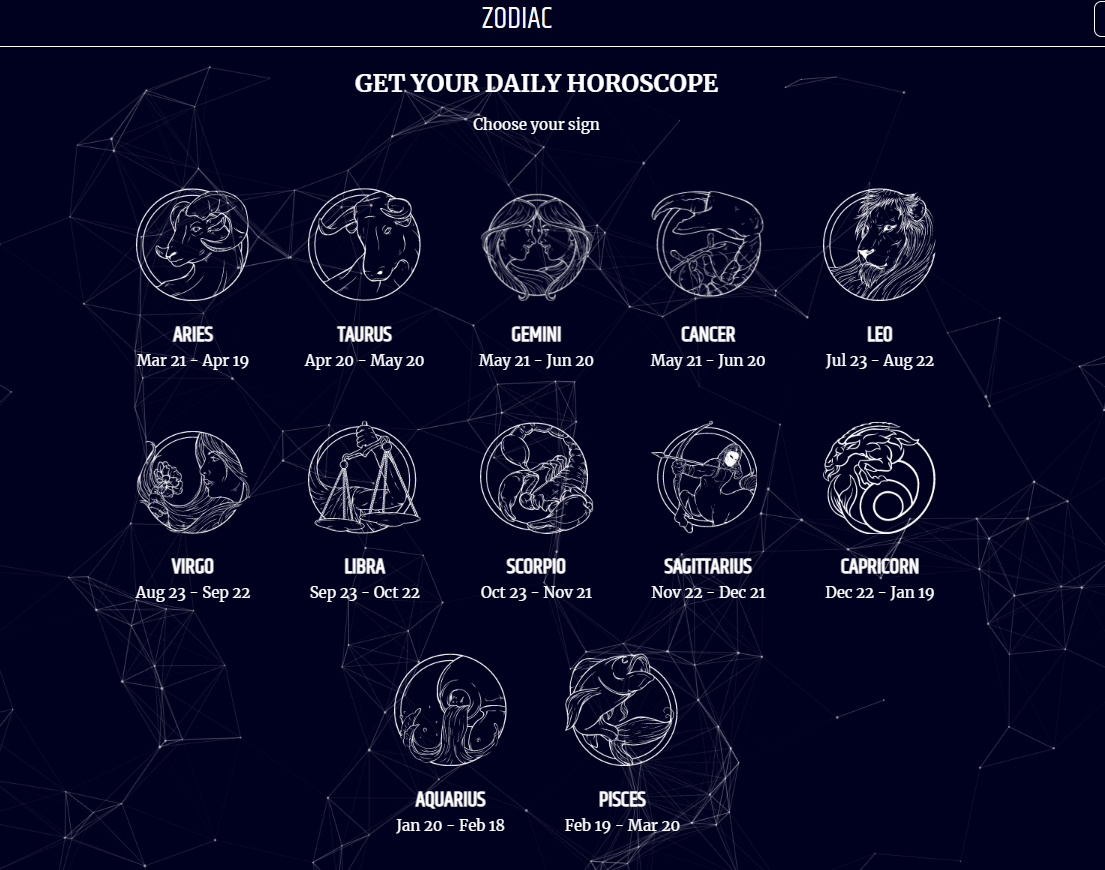 ZODIAC
GET YOUR DAILY HOROSCOPE
Choose your sign
ARIES
Mar 21 - Apr 19
TAURUS
Apr 20 - May 20
GEMINI
May 21 - Jun 20
CANCER
May 21 - Jun 20
LEO
Jul 23 - Aug 22
VIRGO
Aug 23 - Sep 22
LIBRA
Sep 23 - Oct 22
SCORPIO
Oct 23 - Nov 21
SAGITTARIUS
Nov 22 - Dec 21
CAPRICORN
Dec 22 - Jan 19
AQUARIUS
Jan 20 - Feb 18
PISCES
Feb 19 - Mar 20